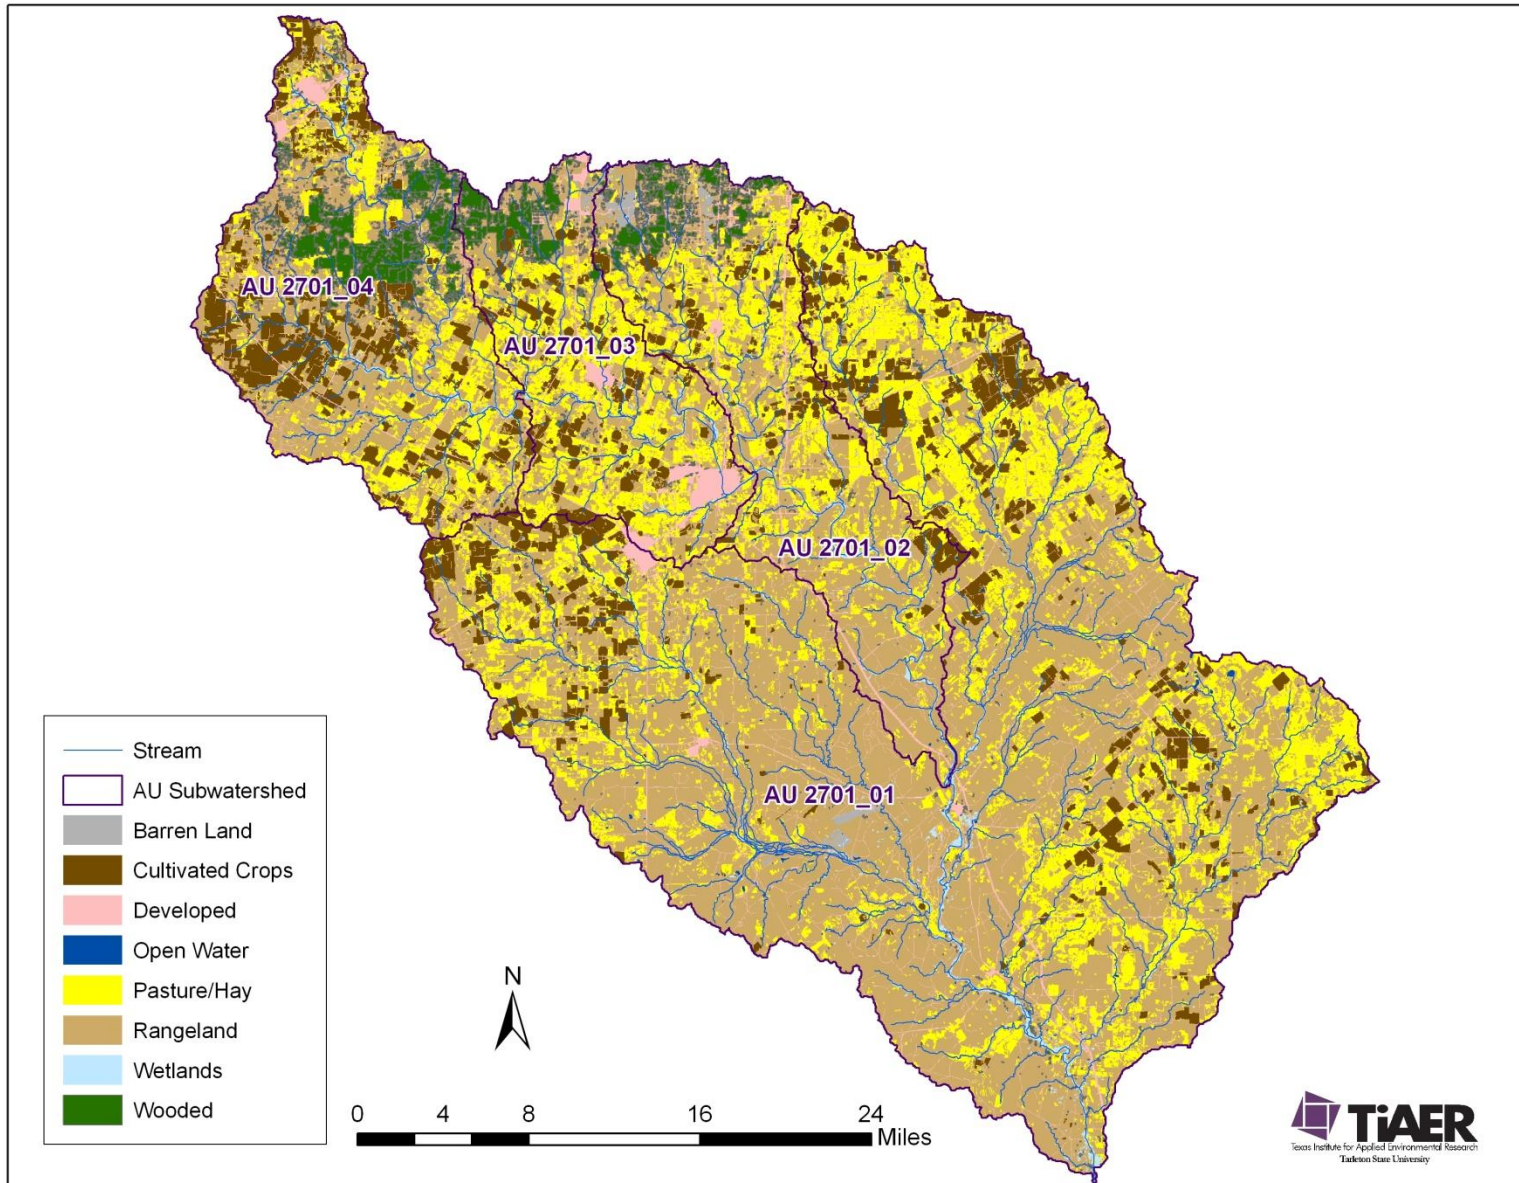 AU 2701_04
AU 2701_03
AU 2701_02
AU 2701_01
Stream
AU Subwatershed
Barren Land
Cultivated Crops
Developed
Open Water
Pasture/Hay
Rangeland
Wetlands
Wooded
N
0 4 8 16 24
Miles
TiAER
Texas Institute for Applied Environmental Research
Tarleton State University